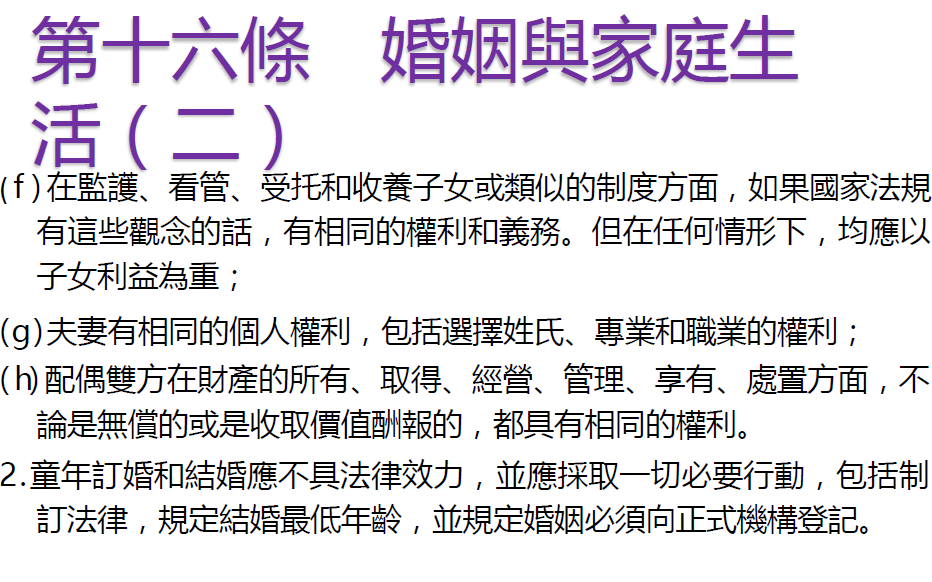 第十六條　婚姻與家庭生
活（二）
(f)在監護、看管、受托和收養子女或類似的制度方面，如果國家法規
有這些觀念的話，有相同的權利和義務。但在任何情形下，均應以
子女利益為重；
(g)夫妻有相同的個人權利，包括選擇姓氏、專業和職業的權利；
(h)配偶雙方在財產的所有、取得、經營、管理、享有、處置方面，不
論是無償的或是收取價值酬報的，都具有相同的權利。
2.童年訂婚和結婚應不具法律效力，並應採取一切必要行動，包括制
訂法律，規定結婚最低年齡，並規定婚姻必須向正式機構登記。